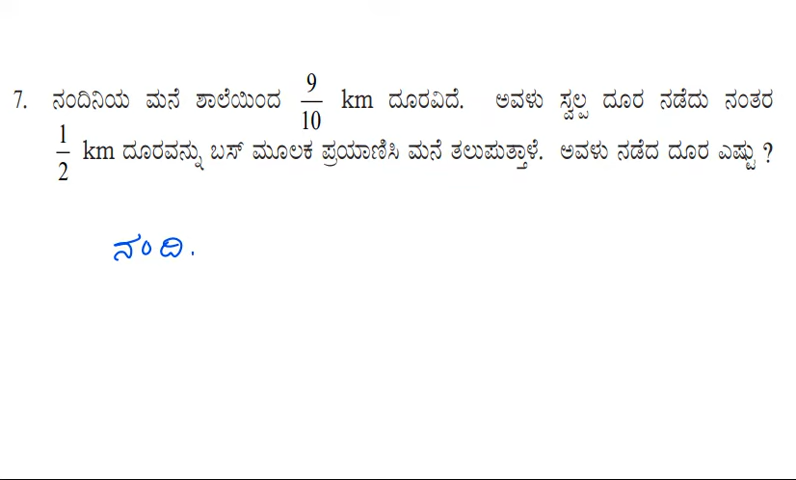 7. ನಂದಿನಿಯ ಮನೆ ಶಾಲೆಯಿಂದ 9/10 km ದೂರವಿದೆ. ಅವಳು ಸ್ವಲ್ಪ ದೂರ ನಡೆದು ನಂತರ
1/2 km ದೂರವನ್ನು ಬಸ್ ಮೂಲಕ ಪ್ರಯಾಣಿಸಿ ಮನೆ ತಲುಪುತ್ತಾಳೆ. ಅವಳು ನಡೆದ ದೂರ ಎಷ್ಟು ?
ನಂದಿ.